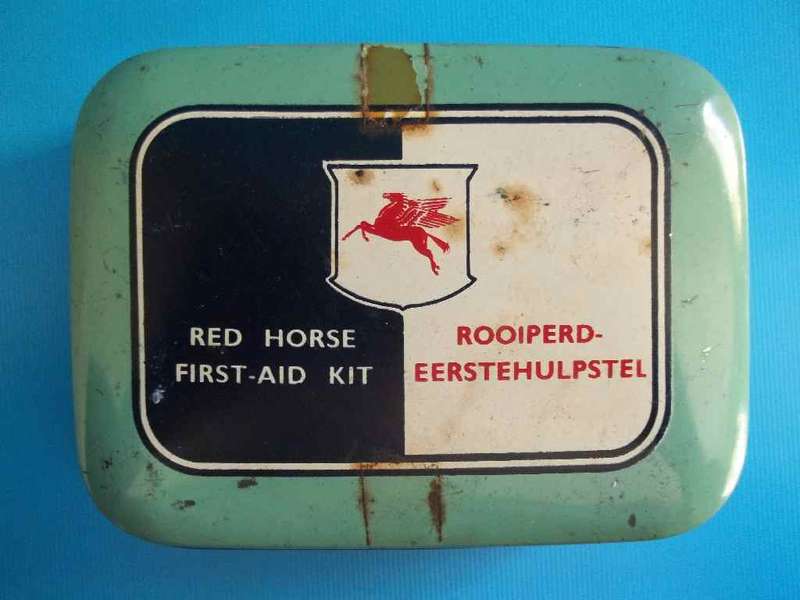 RED HORSE
FIRST-AID KIT
ROOIPERD-
EERSTEHULPSTEL